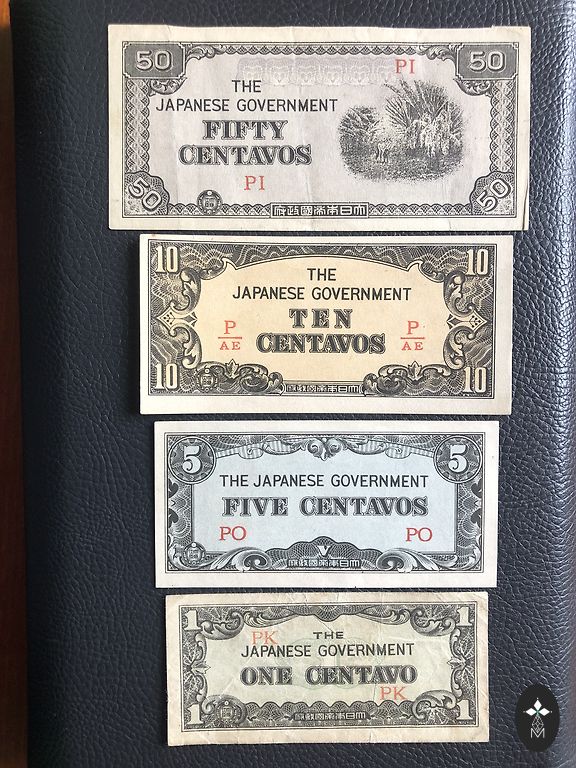 50 PI 50
THE
JAPANESE GOVERNMENT
FIFTY
CENTAVOS
PI
50 50
府政國帝本日大
10 10
THE
JAPANESE GOVERNMENT
TEN
P P
AE CENTAVOS AE
10 10
府政國帝本日大
5 5
THE JAPANESE GOVERNMENT
FIVE CENTAVOS
PO PO
V
府政國帝本日大
1 1
PK THE
JAPANESE GOVERNMENT
ONE CENTAVO
PK
1 1
府政國帝本日大
M